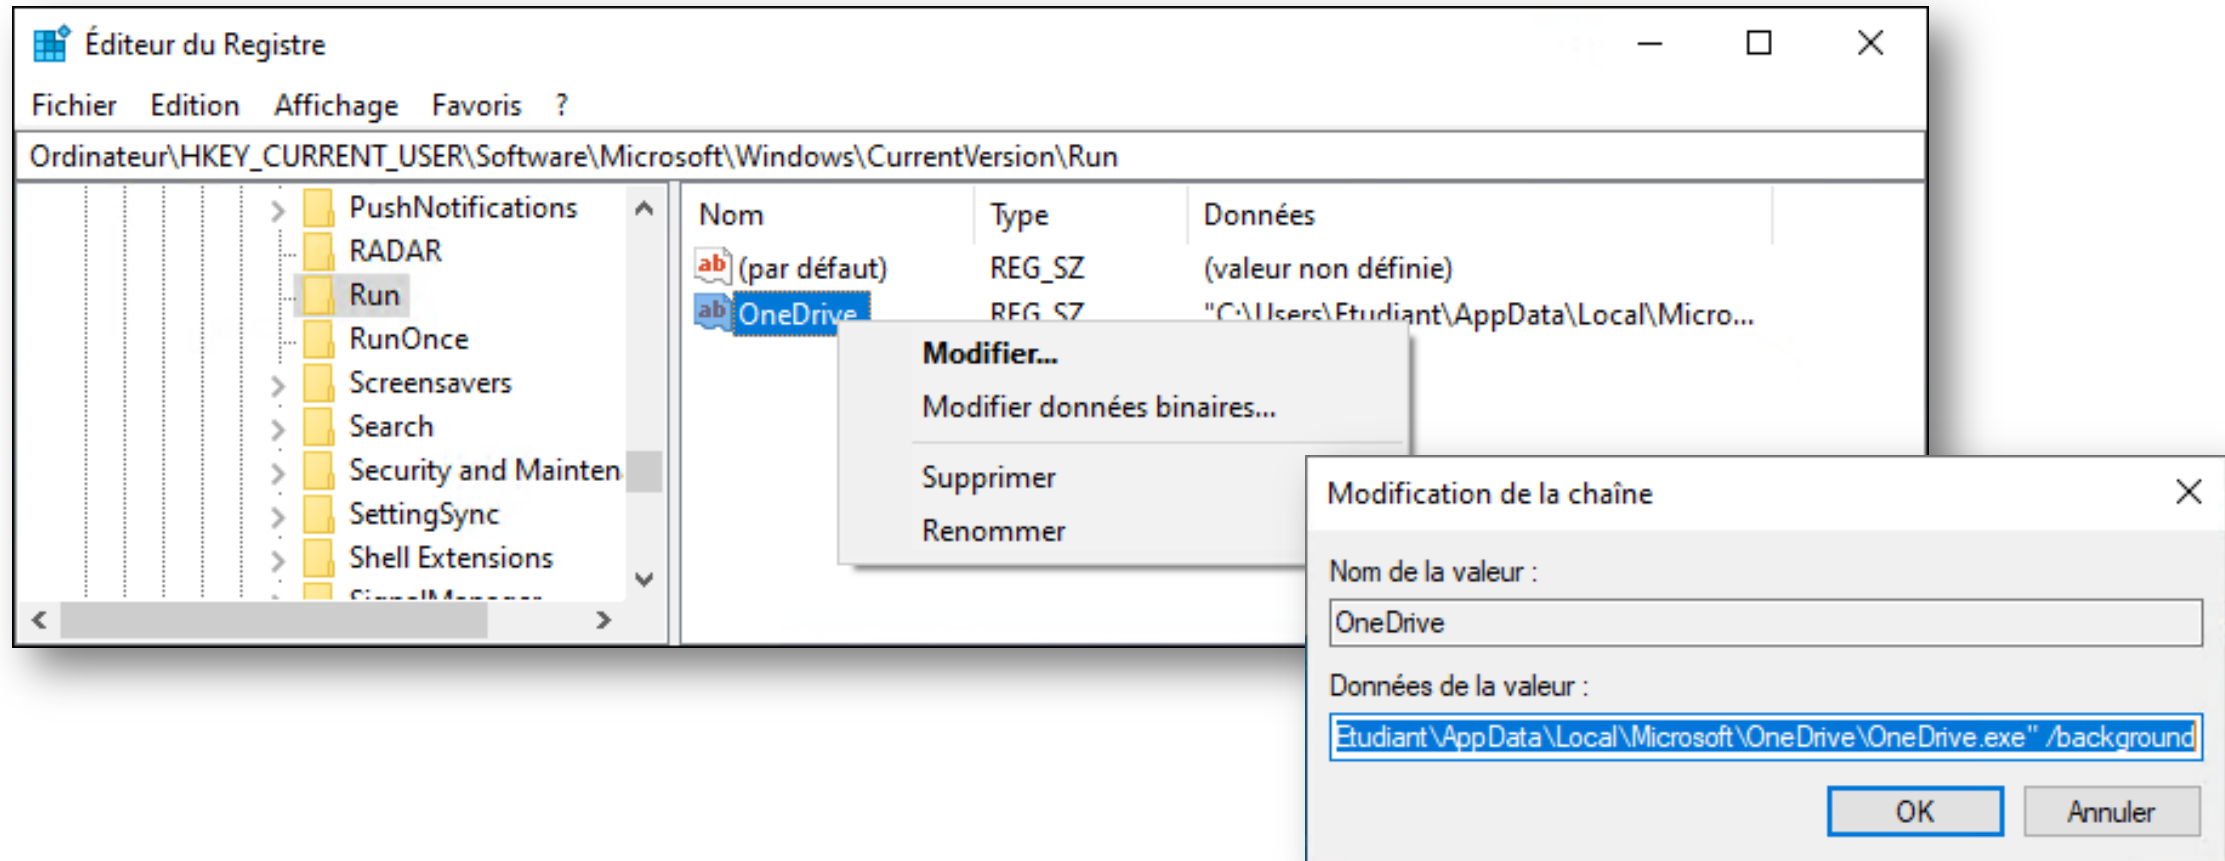 Éditeur du Registre
Fichier Edition Affichage Favoris ?
Ordinateur\HKEY_CURRENT_USER\Software\Microsoft\Windows\CurrentVersion\Run
PushNotifications
RADAR
Run
RunOnce
Screensavers
Search
Security and Mainten
SettingSync
Shell Extensions
SignalManager
Nom Type Données
ab (par défaut) REG_SZ (valeur non définie)
ab OneDrive REG_SZ "C:\Users\Etudiant\AppData\Local\Micro...
Modifier...
Modifier données binaires...
Supprimer
Renommer
Modification de la chaîne
Nom de la valeur :
OneDrive
Données de la valeur :
Etudiant\AppData\Local\Microsoft\OneDrive\OneDrive.exe" /background
OK Annuler